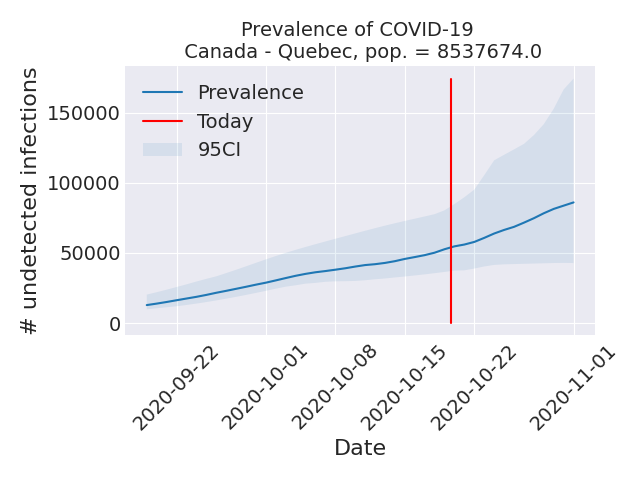 Prevalence of COVID-19
Canada - Quebec, pop. = 8537674.0
# undetected infections
150000
100000
50000
0
Prevalence
Today
95CI
2020-09-22
2020-10-01
2020-10-08
2020-10-15
2020-10-22
2020-11-01
Date